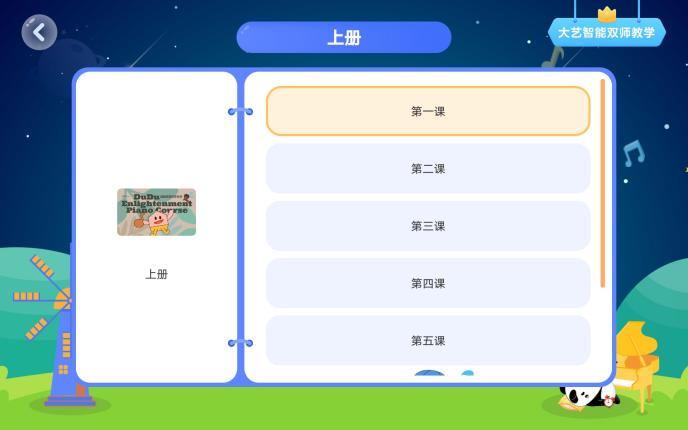 上册
大艺智能双师教学
DuDu
Enlightenment
Piano Course
上册
第一课
第二课
第三课
第四课
第五课